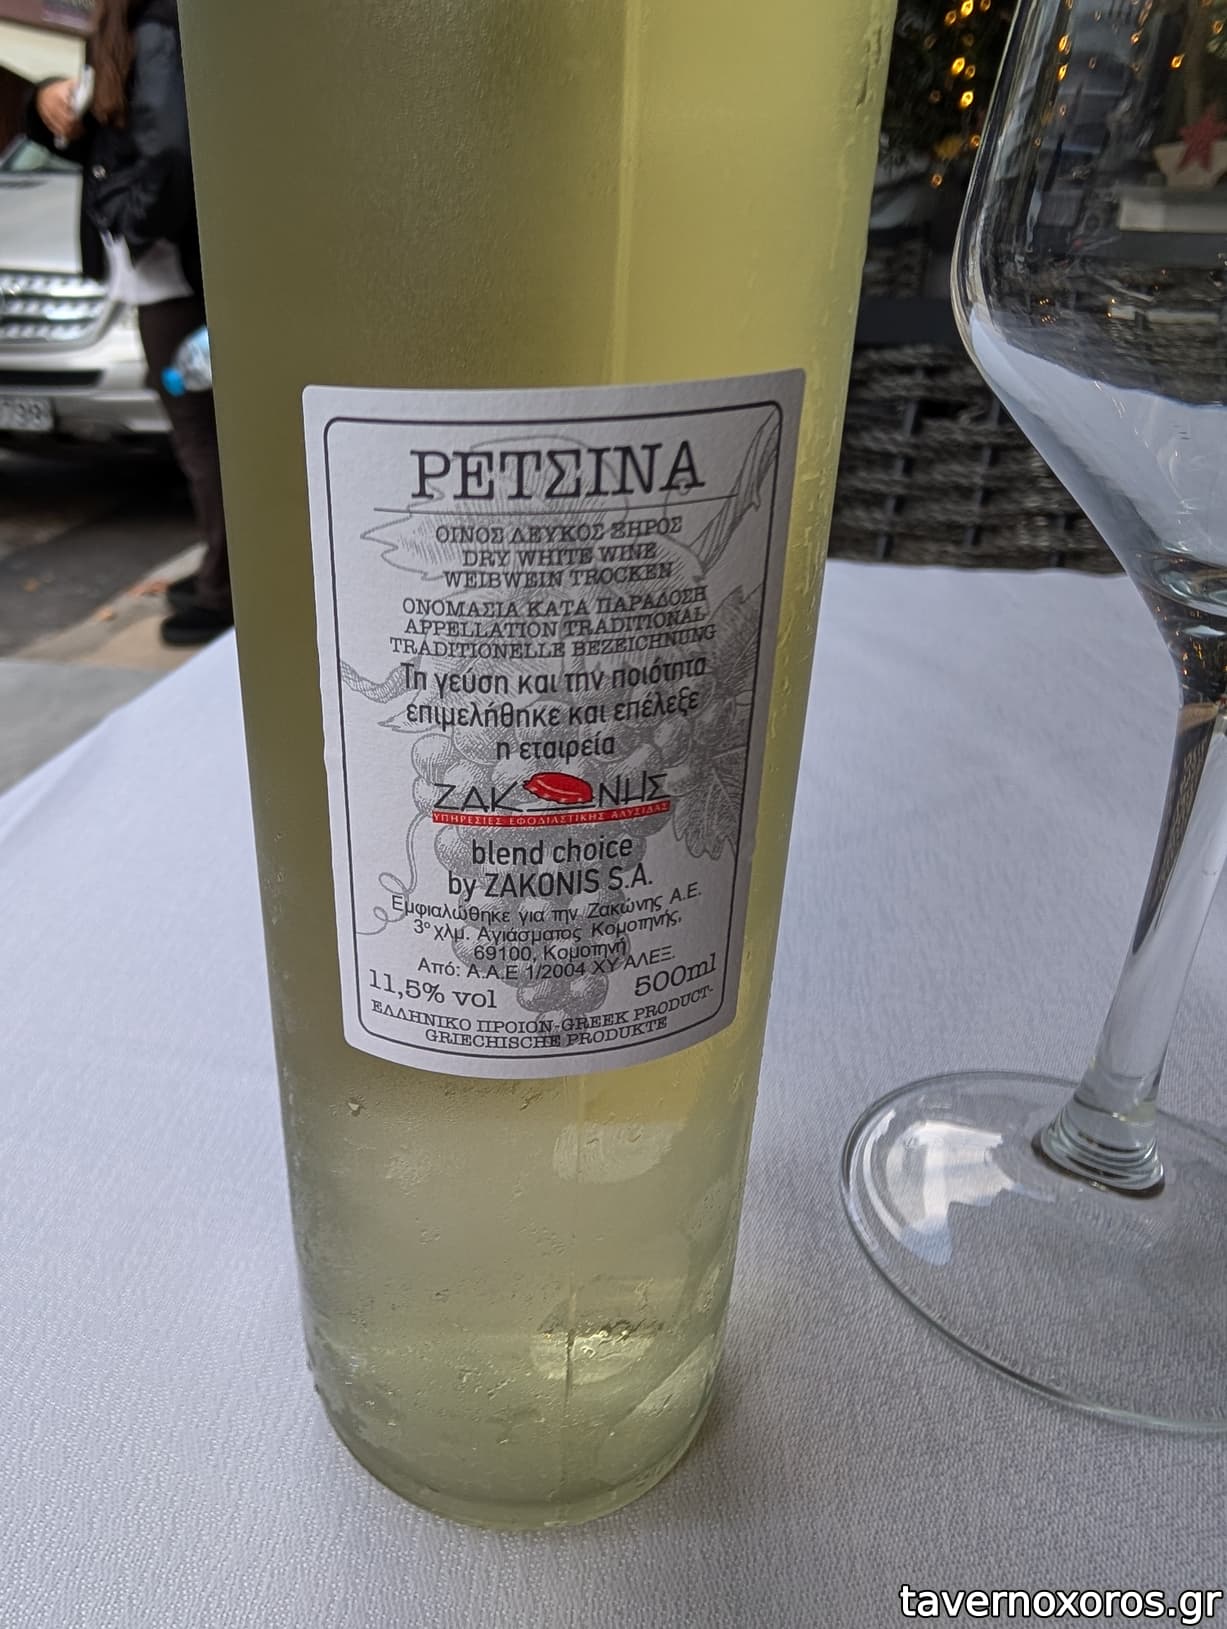 ΡΕΤΣΙΝΑ
ΟΙΝΟΣ ΛΕΥΚΟΣ ΞΗΡΟΣ
DRY WHITE WINE
WEIBWEIN TROCKEN
ΟΝΟΜΑΣΙΑ ΚΑΤΑ ΠΑΡΑΔΟΣΗ
APPELLATION TRADITIONAL
TRADITIONELLE BEZEICHNUNG
Τη γεύση και την ποιότητα
επιμελήθηκε και επέλεξε
η εταιρεία
ΖΑΚΩΝΗΣ
ΥΠΗΡΕΣΙΕΣ ΕΦΟΔΙΑΣΤΙΚΗΣ ΑΛΥΣΙΔΑΣ
blend choice
by ZAKONIS S.A.
Εμφιαλώθηκε για την Ζακώνης Α.Ε.
3° χλμ. Αγιάσματος Κομοτηνής,
69100, Κομοτηνή
Από: Α.Α.Ε 1/2004 ΧΥ ΑΛΕΞ.
11,5% vol 500ml
ΕΛΛΗΝΙΚΟ ΠΡΟΙΟΝ-GREEK PRODUCT-
GRIECHISCHE PRODUKTE
tavernoxoros.gr